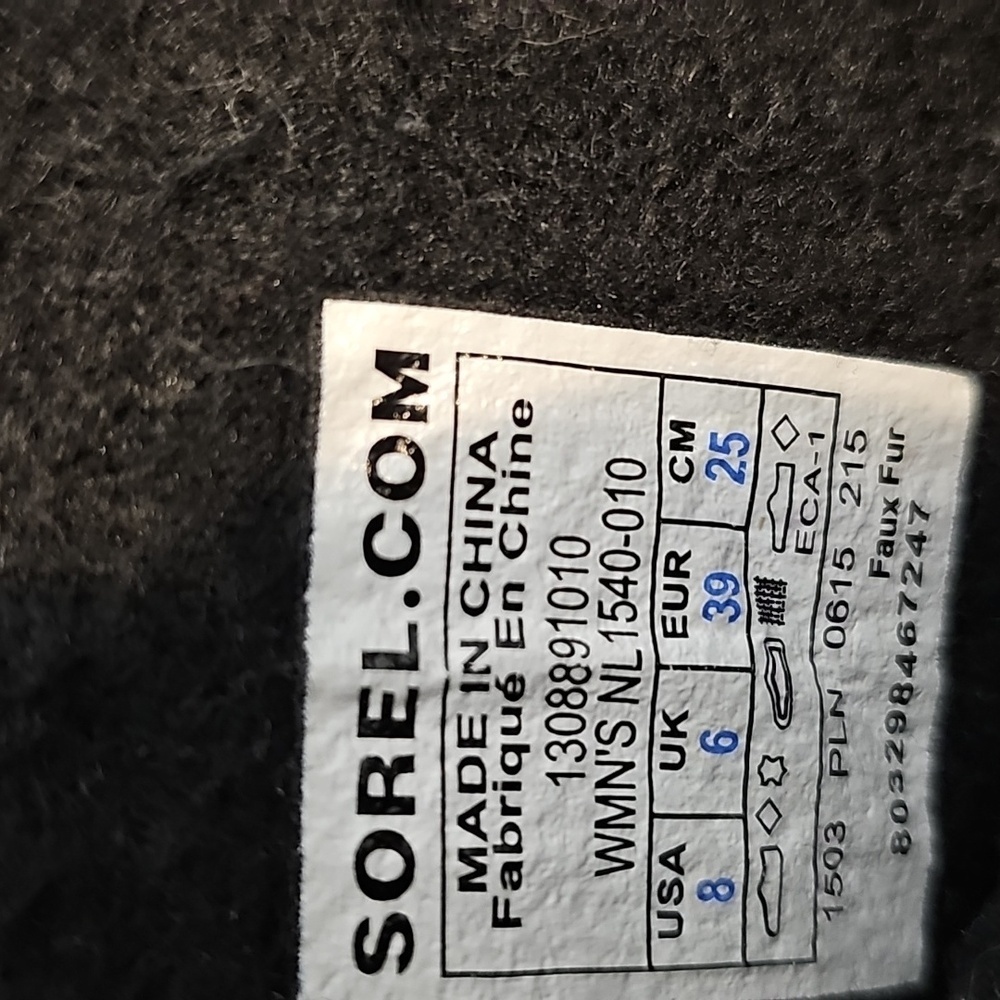 SOREL.COM
MADE IN CHINA
Fabriqué En Chine
1308891010
WMN'S NL1540-010
USA UK EUR CM
8 6 39 25
ECA-1
1503 PLN 0615 215
Faux Fur
803298467247